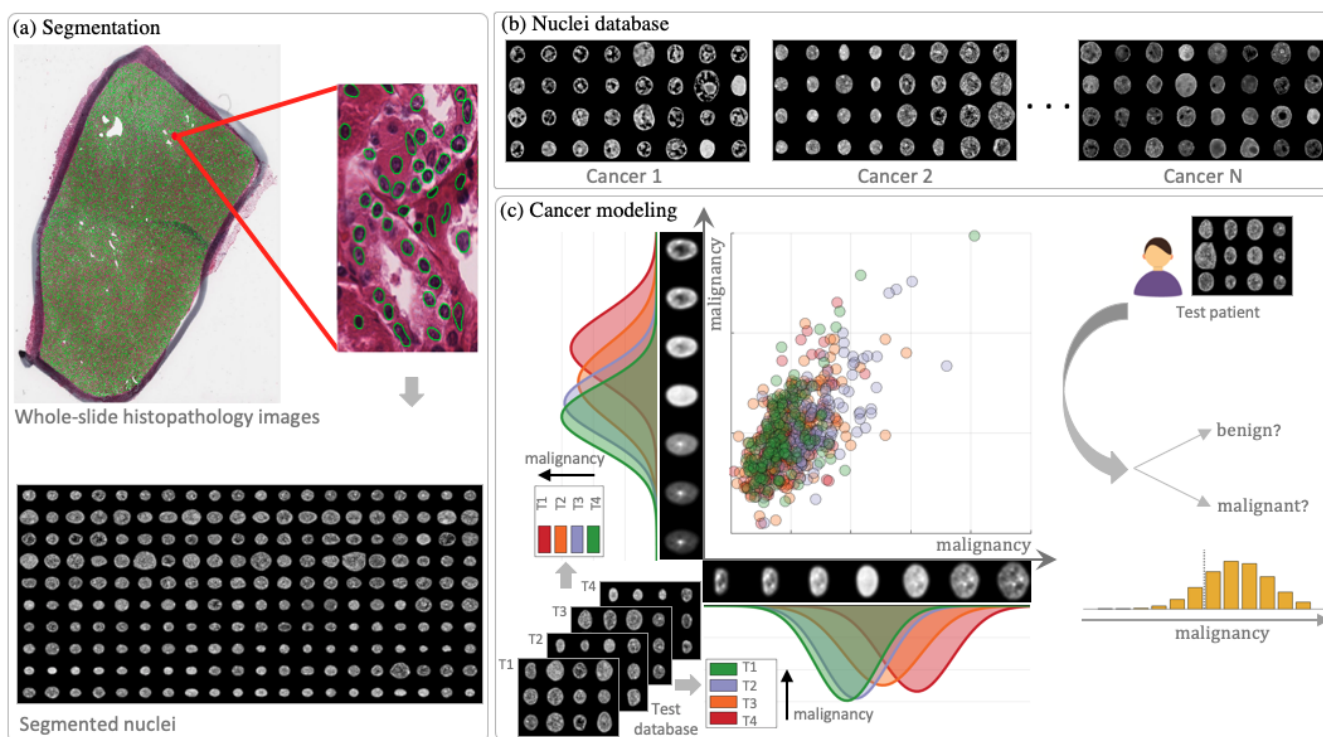 (a) Segmentation
Whole-slide histopathology images
Segmented nuclei
(b) Nuclei database
Cancer 1
Cancer 2
. . .
Cancer N
(c) Cancer modeling
malignancy
malignancy
malignancy
T1
T2
T3
T4
T4
T3
T2
T1
Test
database
T1
T2
T3
T4
malignancy
Test patient
benign?
malignant?
malignancy